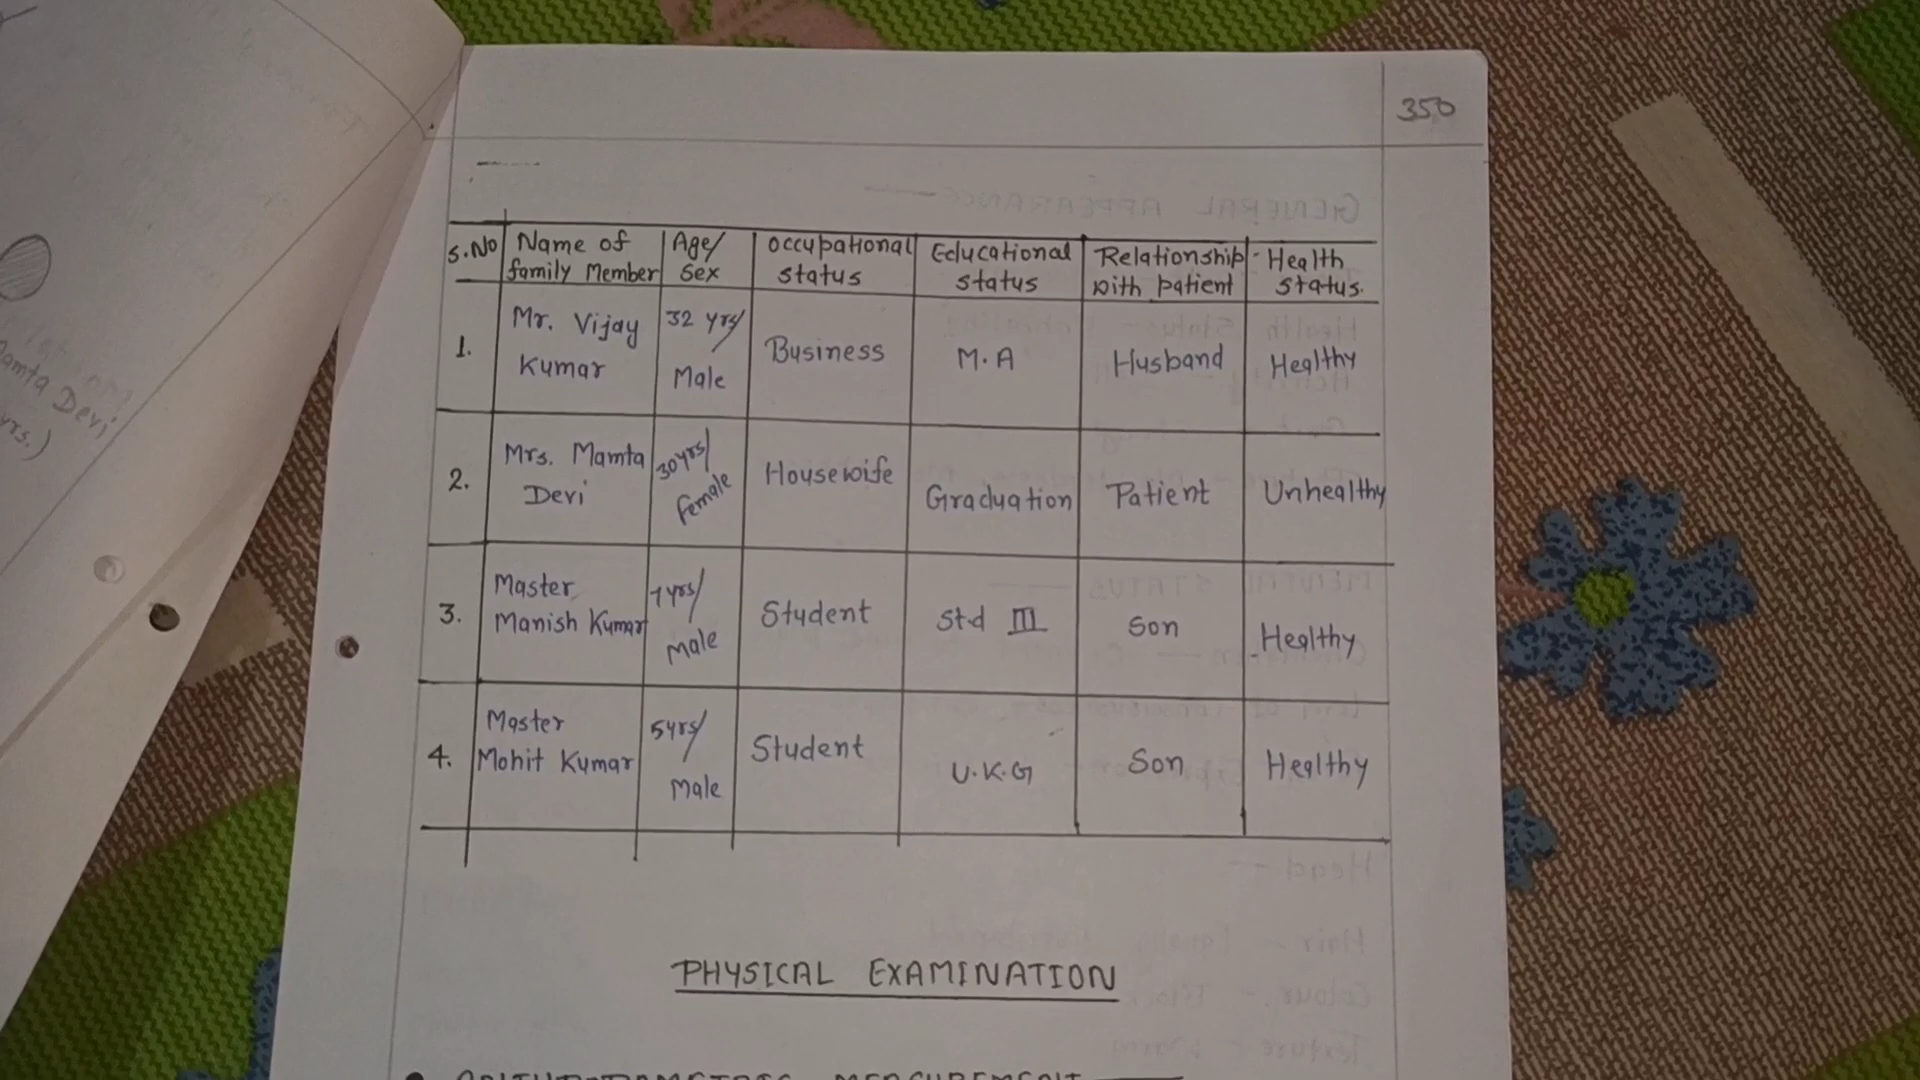 350
S.No Name of family Member Age/ Sex Occupational status Educational status Relationship with patient Health status.
1. Mr. Vijay Kumar 32 yrs/ Male Business M.A Husband Healthy
2. Mrs. Mamta Devi 30 yrs/ Female Housewife Graduation Patient Unhealthy
3. Master Manish Kumar 7 yrs/ Male Student Std III Son Healthy
4. Master Mohit Kumar 5 yrs/ Male Student U.K.G Son Healthy
PHYSICAL EXAMINATION
amta Devi
yrs.)